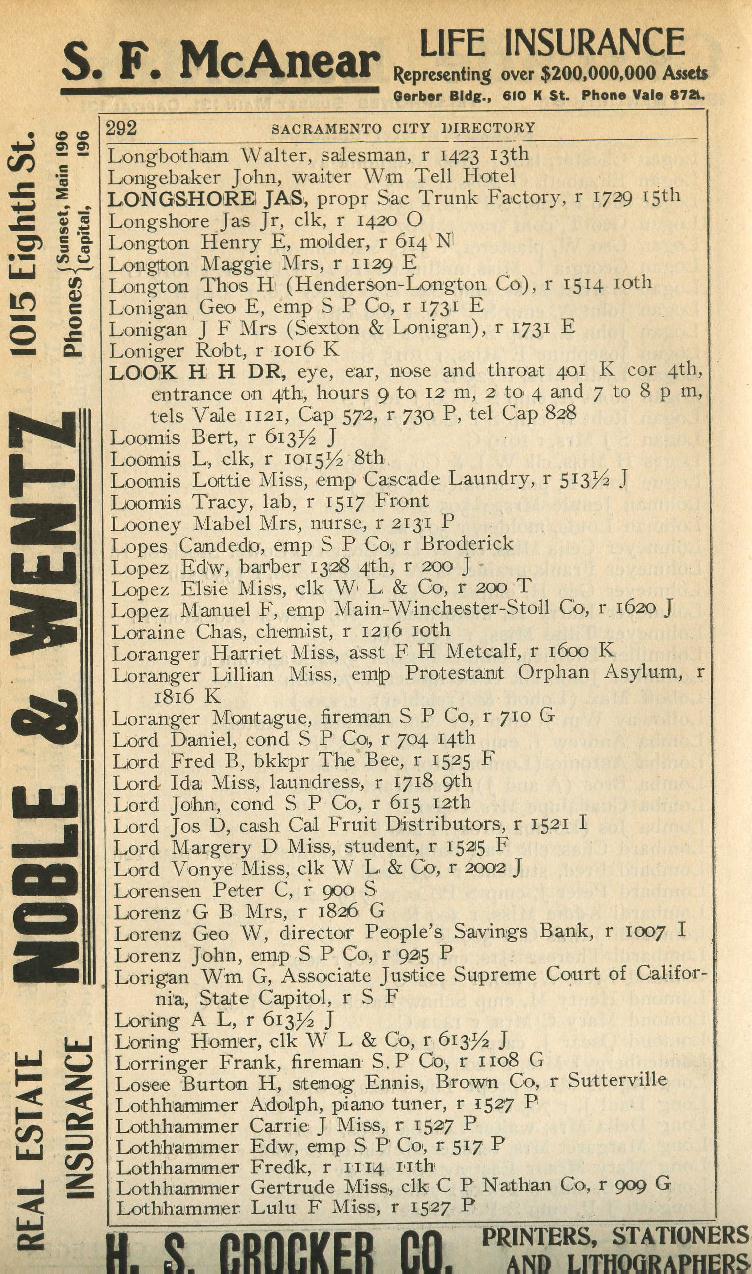 S. F. McAnear
LIFE INSURANCE
Representing over $200,000,000 Assets
Gerber Bldg., 610 K St. Phone Vale 872.
292 SACRAMENTO CITY DIRECTORY
Longbotham Walter, salesman, r 1423 13th
Longebaker John, waiter Wm Tell Hotel
LONGSHORE JAS, propr Sac Trunk Factory, r 1729 15th
Longshore Jas Jr, clk, r 1420 O
Longton Henry E, molder, r 614 N
Longton Maggie Mrs, r 1129 E
Longton Thos H (Henderson-Longton Co), r 1514 10th
Lonigan Geo E, emp S P Co, r 1731 E
Lonigan J F Mrs (Sexton & Lonigan), r 1731 E
Loniger Robt, r 1016 K
LOOK H H DR, eye, ear, nose and throat 401 K cor 4th,
entrance on 4th, hours 9 to 12 m, 2 to 4 and 7 to 8 p m,
tels Vale 1121, Cap 572, r 730 P, tel Cap 828
Loomis Bert, r 613½ J
Loomis L, clk, r 1015½ 8th
Loomis Lottie Miss, emp Cascade Laundry, r 513½ J
Loomis Tracy, lab, r 1517 Front
Looney Mabel Mrs, nurse, r 2131 P
Lopes Candedo, emp S P Co, r Broderick
Lopez Edw, barber 1328 4th, r 200 J
Lopez Elsie Miss, clk W L & Co, r 200 T
Lopez Manuel F, emp Main-Winchester-Stoll Co, r 1620 J
Loraine Chas, chemist, r 1216 10th
Loranger Harriet Miss, asst F H Metcalf, r 1600 K
Loranger Lillian Miss, emp Protestant Orphan Asylum, r
1816 K
Loranger Montague, fireman S P Co, r 710 G
Lord Daniel, cond S P Co, r 704 14th
Lord Fred B, bkkpr The Bee, r 1525 F
Lord Ida Miss, laundress, r 1718 9th
Lord John, cond S P Co, r 615 12th
Lord Jos D, cash Cal Fruit Distributors, r 1521 I
Lord Margery D Miss, student, r 1525 F
Lord Vonye Miss, clk W L & Co, r 2002 J
Lorensen Peter C, r 900 S
Lorenz G B Mrs, r 1826 G
Lorenz Geo W, director People's Savings Bank, r 1007 I
Lorenz John, emp S P Co, r 925 P
Lorigan Wm G, Associate Justice Supreme Court of Califor-
nia, State Capitol, r S F
Loring A L, r 613½ J
Loring Homer, clk W L & Co, r 613½ J
Lorringer Frank, fireman S. P Co, r 1108 G
Losee Burton H, stenog Ennis, Brown Co, r Sutterville
Lothhammer Adolph, piano tuner, r 1527 P
Lothhammer Carrie J Miss, r 1527 P
Lothhammer Edw, emp S P Co, r 517 P
Lothhammer Fredk, r 1114 11th
Lothhammer Gertrude Miss, clk C P Nathan Co, r 909 G
Lothhammer Lulu F Miss, r 1527 P
REAL ESTATE
INSURANCE
NOBLE & WENTZ
1015 Eighth St.
Phones { Sunset, Main 196
Capital, 196
H. S. CROCKER CO.
PRINTERS, STATIONERS
AND LITHOGRAPHERS